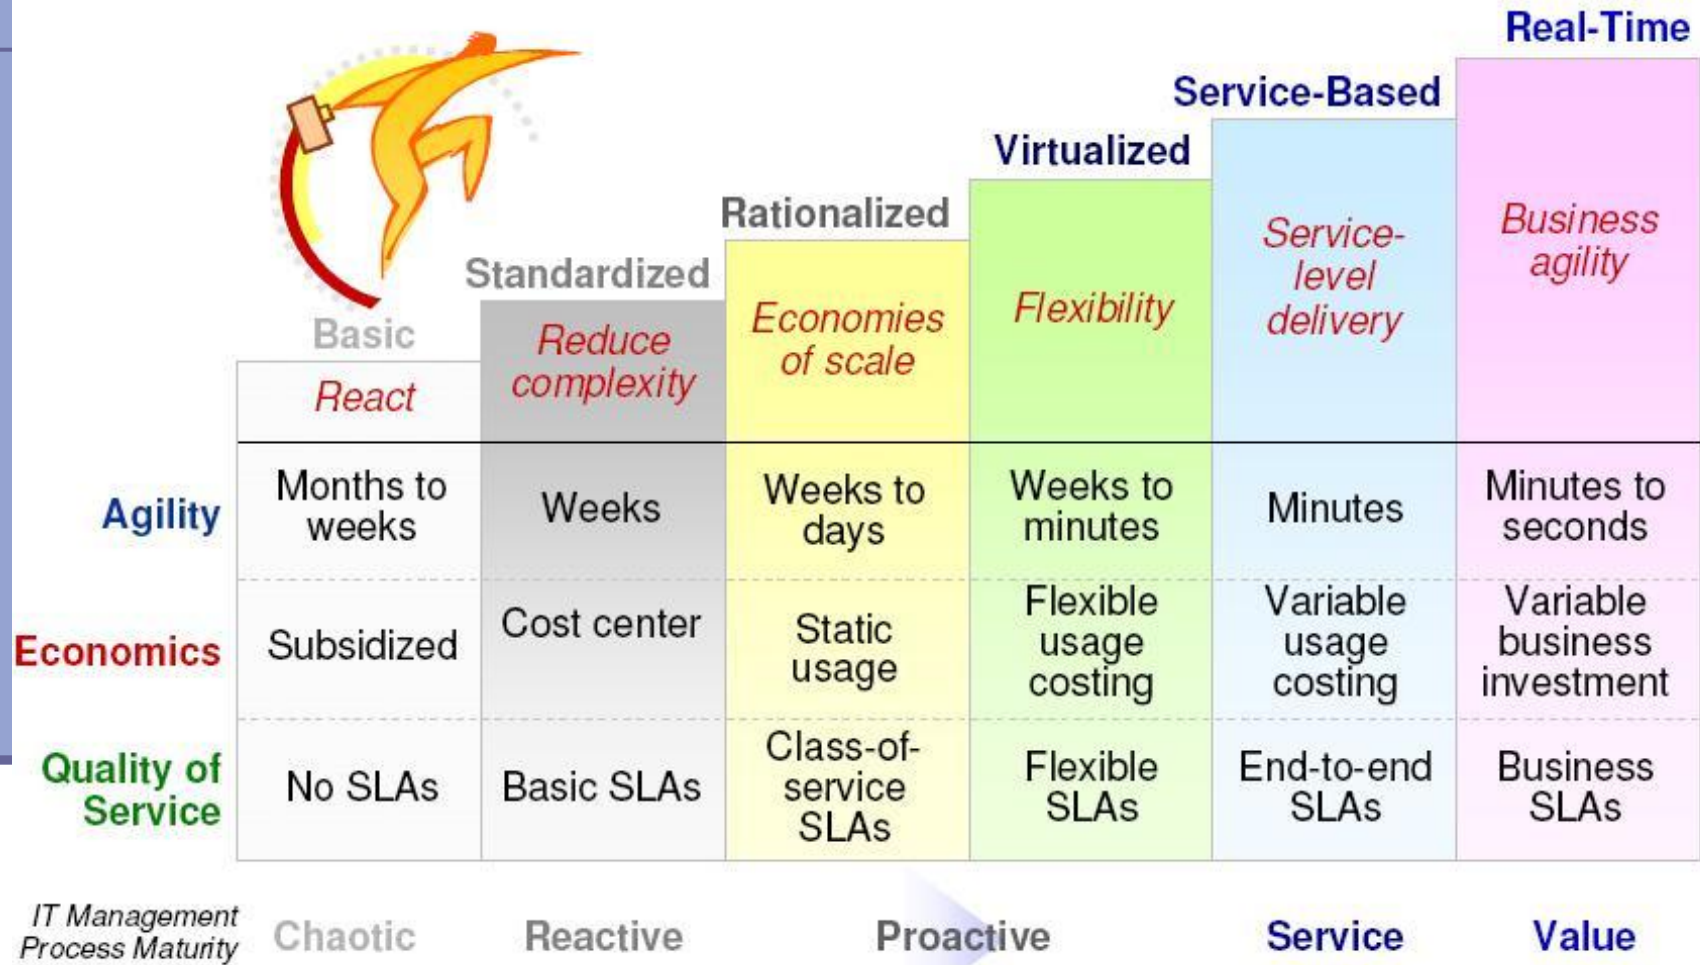 Real-Time
Service-Based
Virtualized
Rationalized
Standardized
Basic
React
Reduce
complexity
Economies
of scale
Flexibility
Service-
level
delivery
Business
agility
Agility
Months to
weeks
Weeks
Weeks to
days
Weeks to
minutes
Minutes
Minutes to
seconds
Economics
Subsidized
Cost center
Static
usage
Flexible
usage
costing
Variable
usage
costing
Variable
business
investment
Quality of
Service
No SLAs
Basic SLAs
Class-of-
service
SLAs
Flexible
SLAs
End-to-end
SLAs
Business
SLAs
IT Management
Process Maturity
Chaotic
Reactive
Proactive
Service
Value